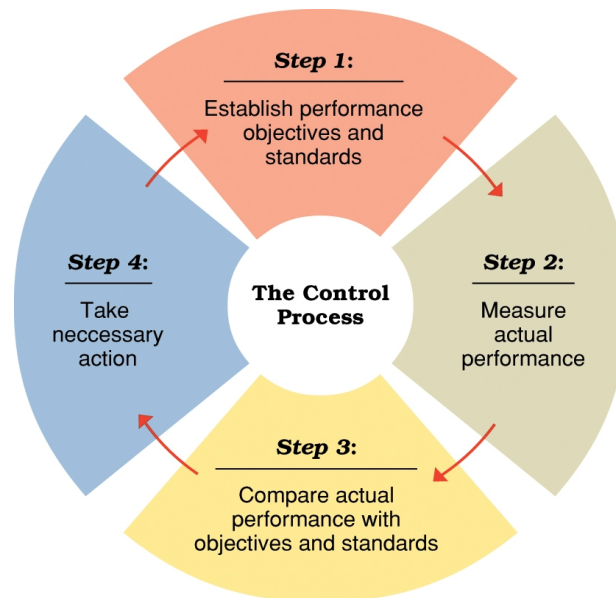 Step 1:
Establish performance
objectives and
standards
Step 2:
Measure
actual
performance
Step 3:
Compare actual
performance with
objectives and standards
Step 4:
Take
neccessary
action
The Control
Process